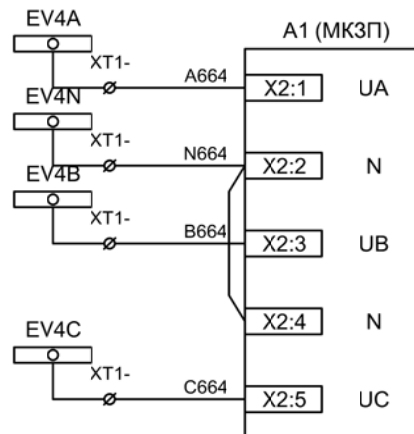 EV4A
A1 (МКЗП)
XT1-
A664
X2:1
UA
EV4N
XT1-
N664
X2:2
N
EV4B
XT1-
B664
X2:3
UB
X2:4
N
EV4C
XT1-
C664
X2:5
UC